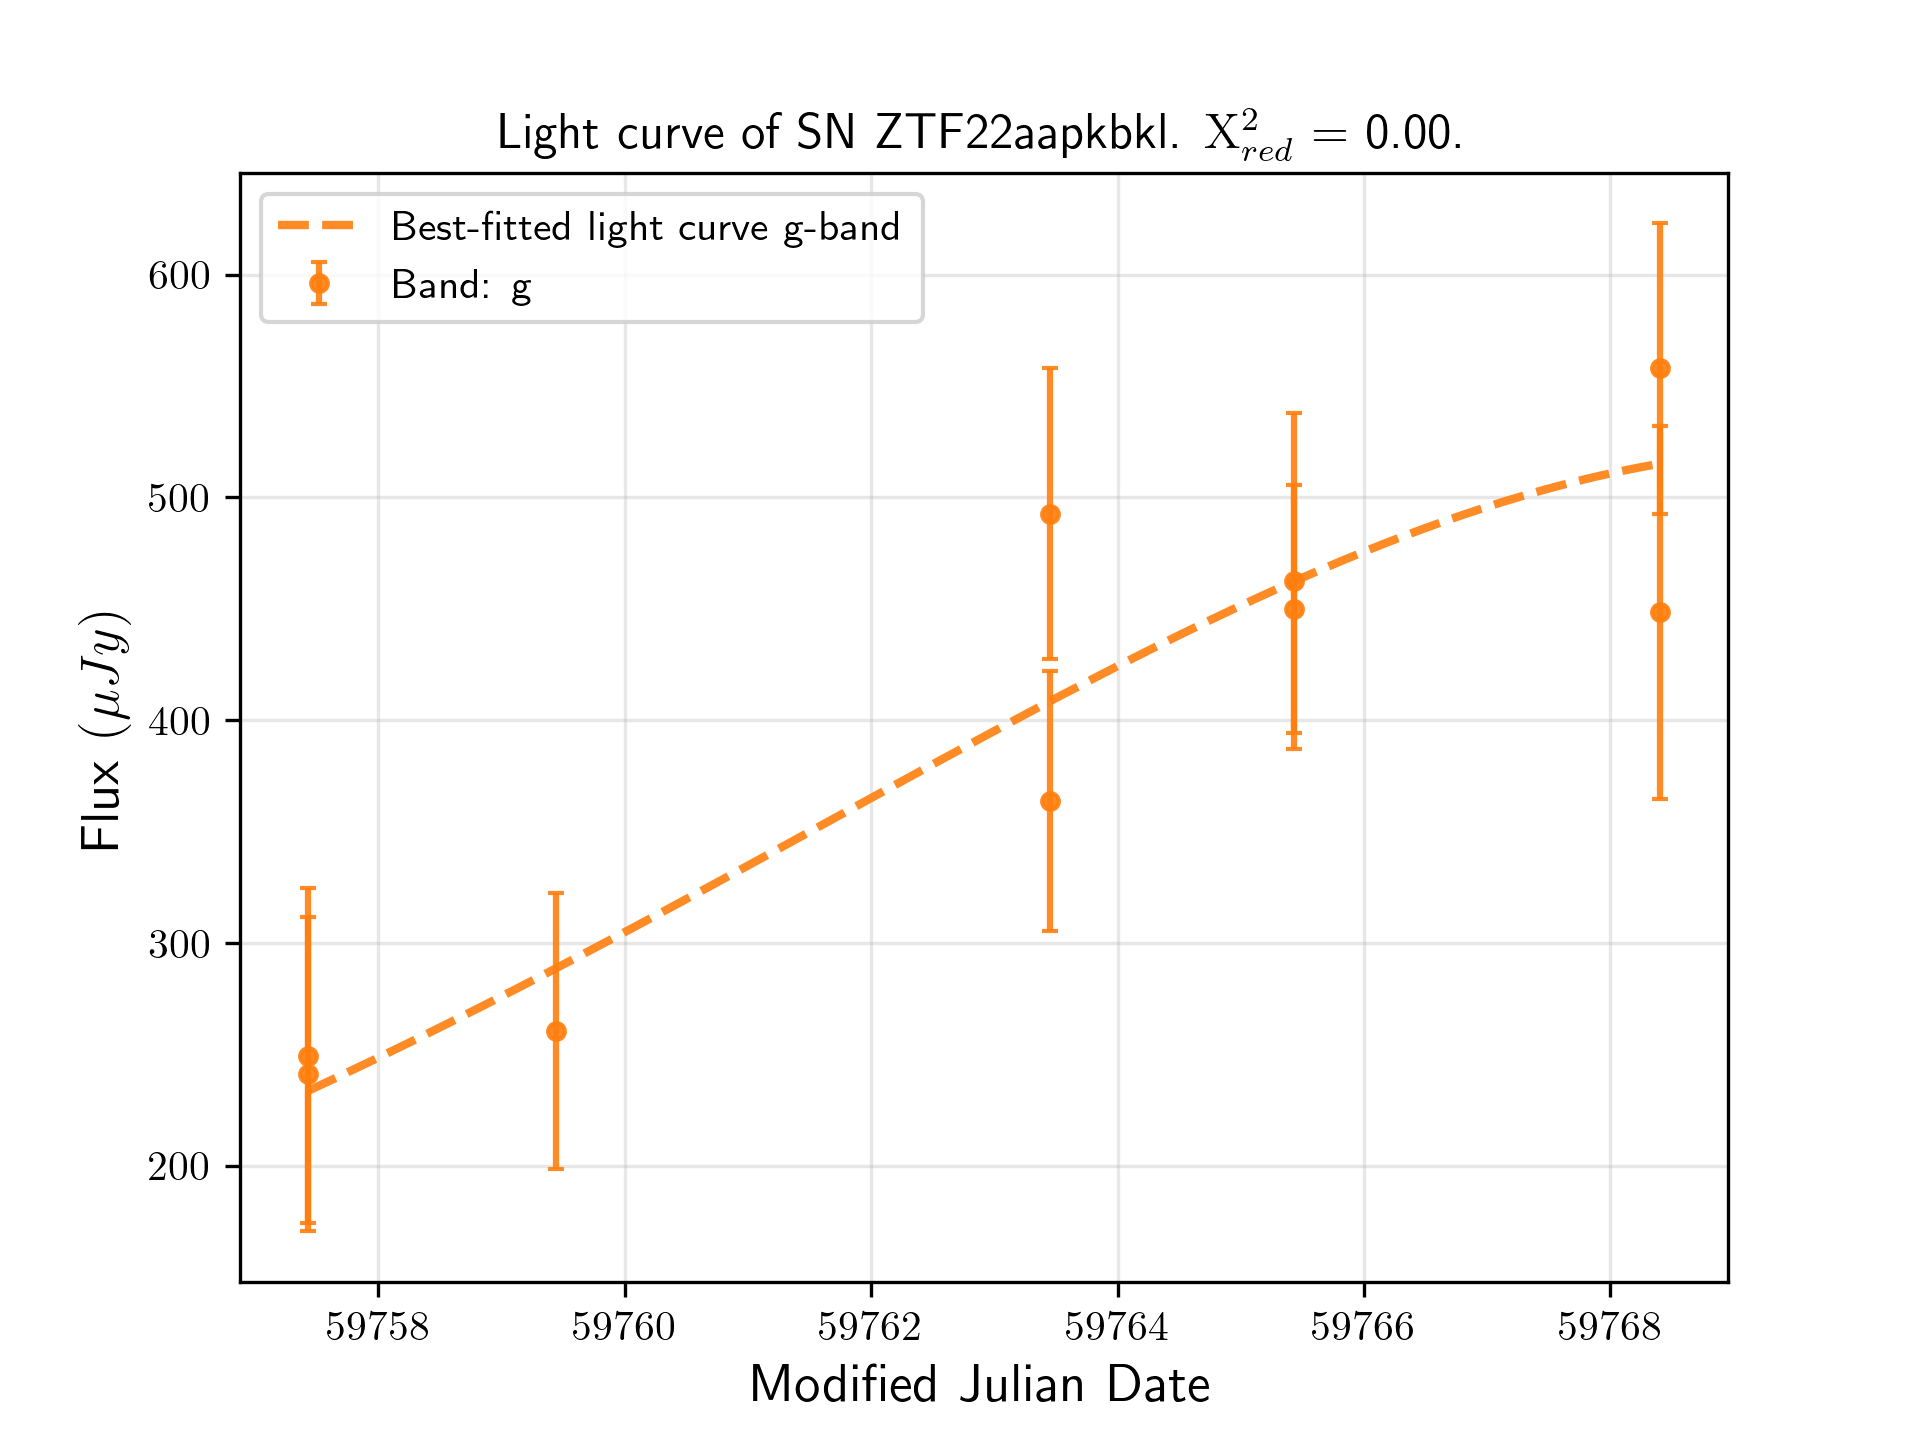 Light curve of SN ZTF22aapkbkl. X²_red = 0.00.
Best-fitted light curve g-band
Band: g
600
500
400
300
200
Flux (μJy)
59758 59760 59762 59764 59766 59768
Modified Julian Date